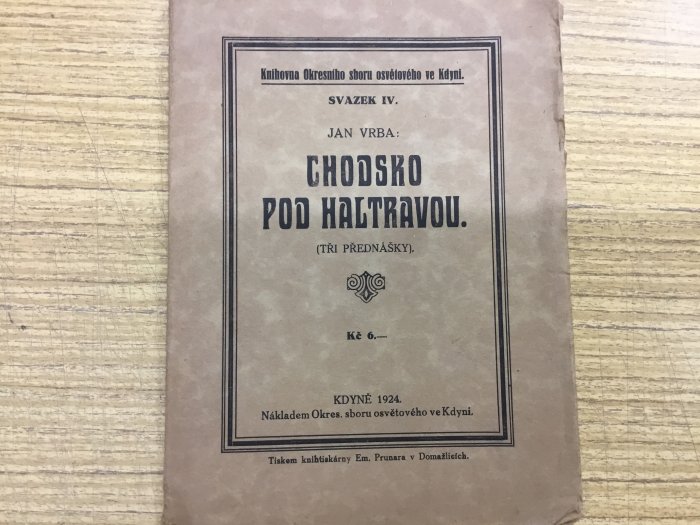 Knihovna Okresního sboru osvětového ve Kdyni.
SVAZEK IV.
JAN VRBA:
CHODSKO
POD HALTRAVOU.
(TŘI PŘEDNÁŠKY).
Kč 6.—
KDYNĚ 1924.
Nákladem Okres. sboru osvětového ve Kdyni.
Tiskem knihtiskárny Em. Prunara v Domažlicích.